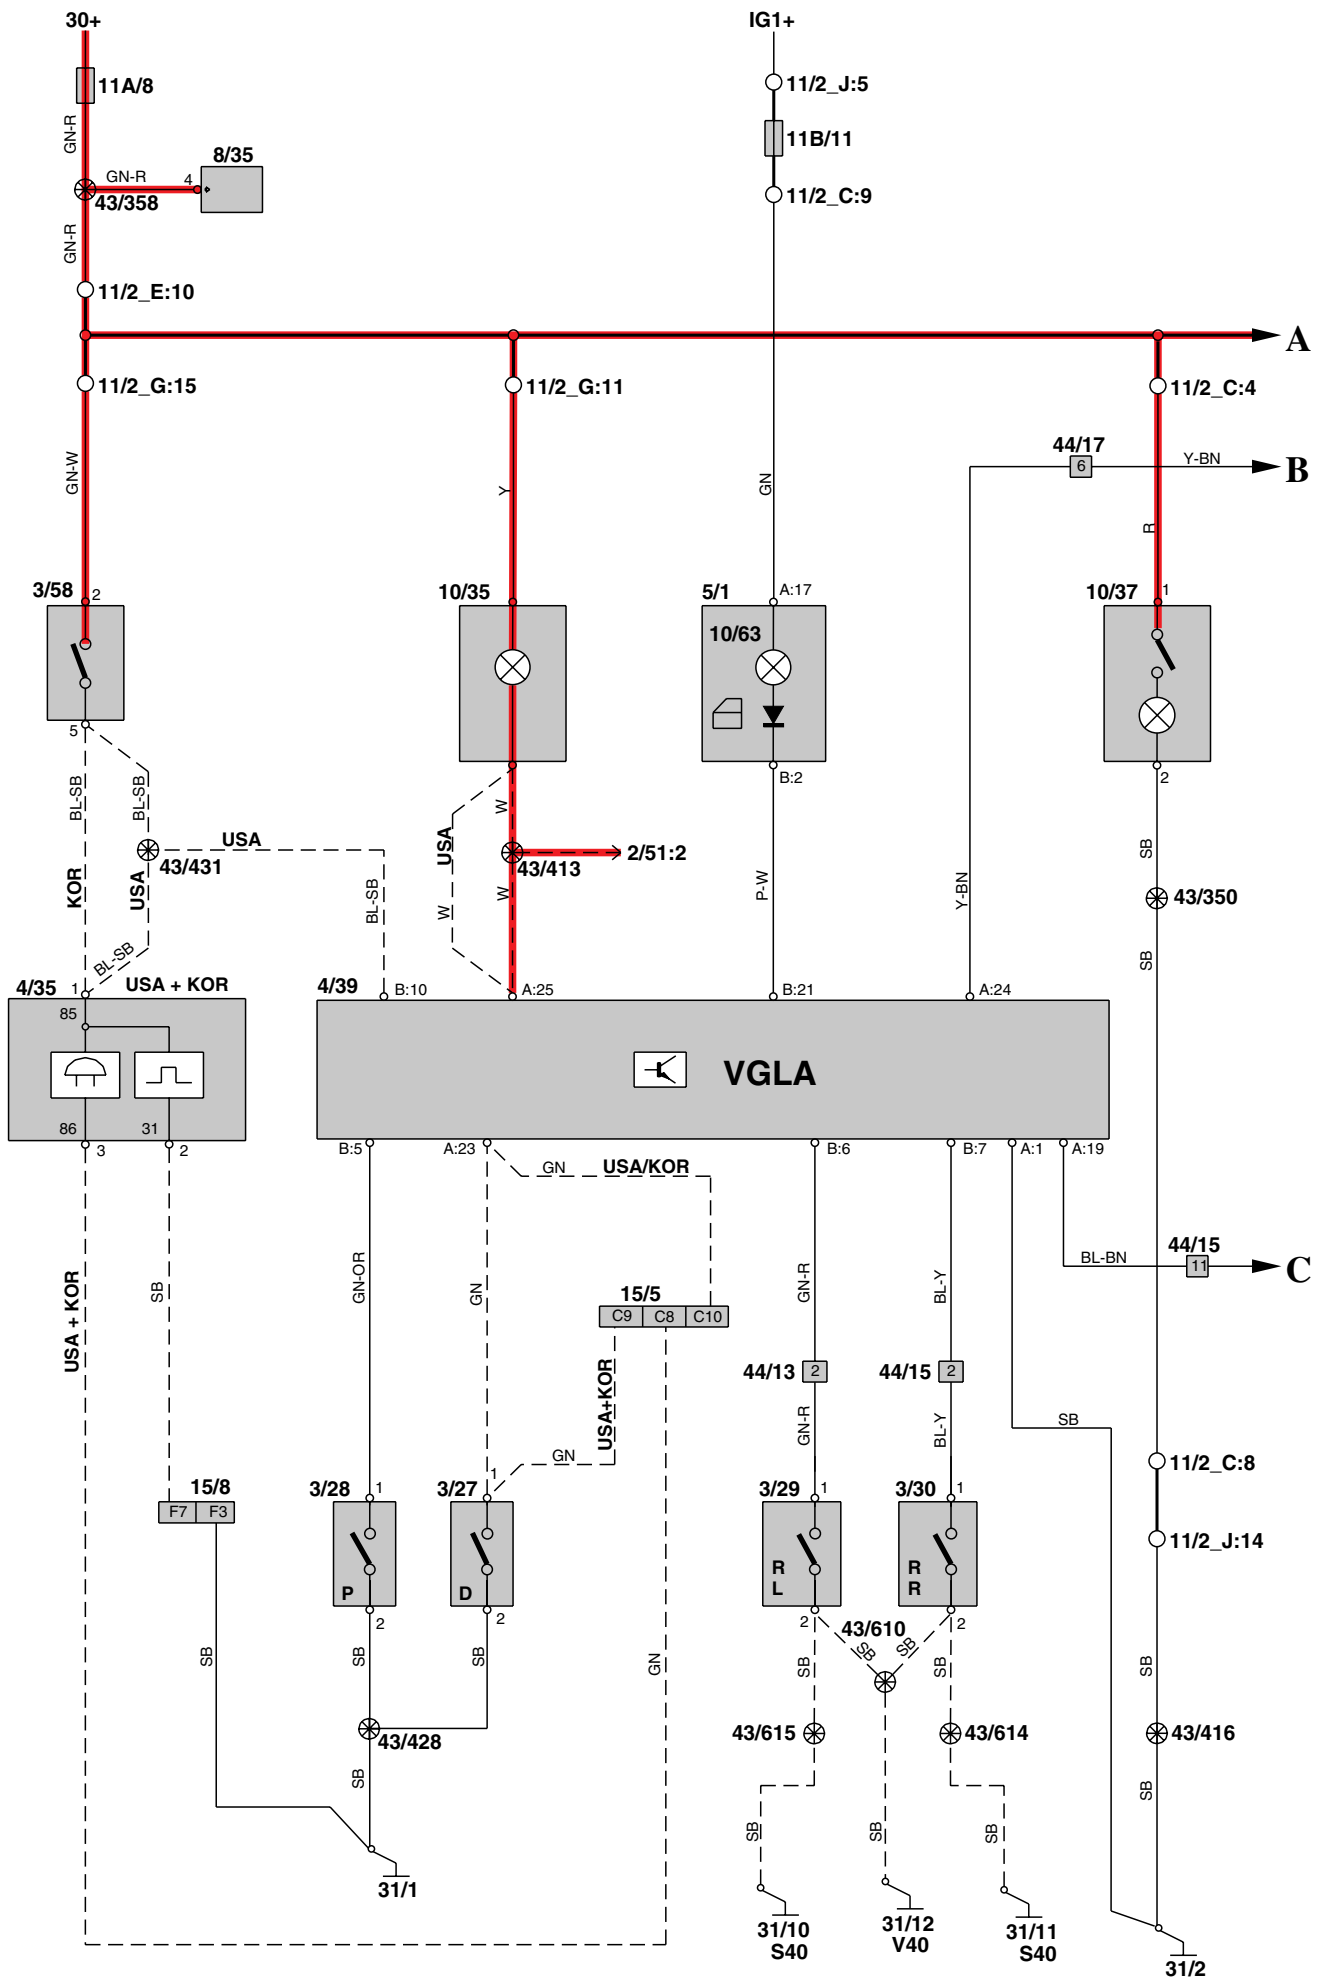 30+
IG1+
11A/8
11/2_J:5
GN-R
11B/11
8/35
GN-R
4
43/358
11/2_C:9
GN-R
11/2_E:10
A
11/2_G:15
11/2_G:11
11/2_C:4
44/17
6
Y-BN
B
GN-W
Y
GN
R
3/58
2
10/35
5/1
A:17
10/37
1
10/63
5
B:2
2
BL-SB
BL-SB
W
USA
USA
43/431
43/413
2/51:2
SB
KOR
USA
BL-SB
W
W
P-W
Y-BN
43/350
BL-SB
SB
4/35
1
USA + KOR
4/39
B:10
A:25
B:21
A:24
85
VGLA
86
31
3
2
B:5
A:23
B:6
B:7
A:1
A:19
GN
USA/KOR
44/15
BL-BN
11
C
USA + KOR
SB
GN-OR
GN
GN-R
BL-Y
15/5
C9
C8
C10
44/13
2
44/15
2
USA+KOR
GN-R
BL-Y
SB
GN
11/2_C:8
15/8
F7
F3
3/28
1
3/27
1
3/29
1
3/30
1
11/2_J:14
P
D
R
L
R
R
2
2
2
2
43/610
SB
SB
SB
SB
SB
GN
SB
SB
SB
43/428
43/615
43/614
43/416
SB
SB
SB
SB
SB
31/1
31/10
S40
31/12
V40
31/11
S40
31/2